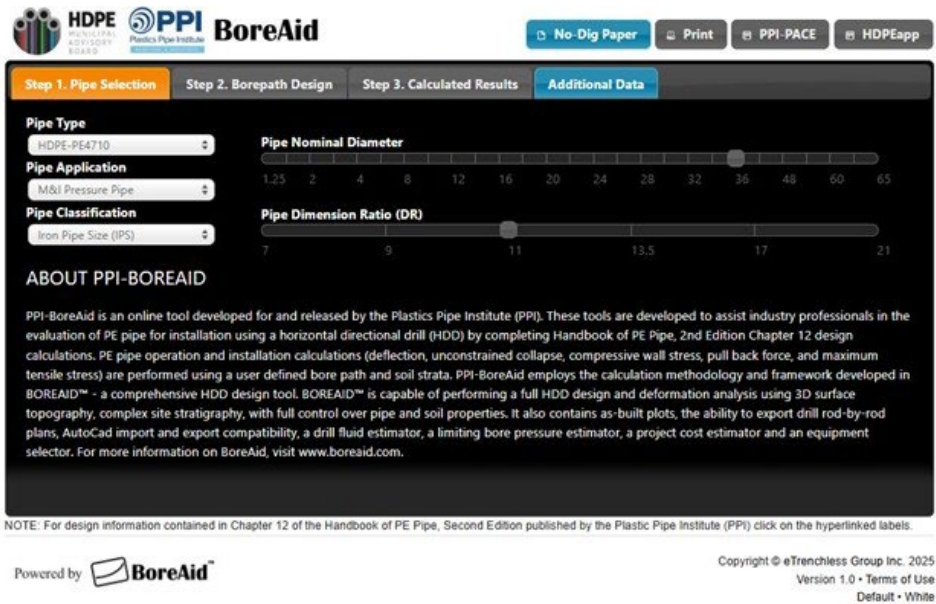 HDPE
MUNICIPAL
ADVISORY
BOARD
PPI
Plastics Pipe Institute
BoreAid
No-Dig Paper
Print
PPI-PACE
HDPEapp
Step 1. Pipe Selection
Step 2. Borepath Design
Step 3. Calculated Results
Additional Data
Pipe Type
HDPE-PE4710
Pipe Application
M&I Pressure Pipe
Pipe Classification
Iron Pipe Size (IPS)
Pipe Nominal Diameter
1.25 2 4 8 12 16 20 24 28 32 36 48 60 65
Pipe Dimension Ratio (DR)
7 9 11 13.5 17 21
ABOUT PPI-BOREAID
PPI-BoreAid is an online tool developed for and released by the Plastics Pipe Institute (PPI). These tools are developed to assist industry professionals in the
evaluation of PE pipe for installation using a horizontal directional drill (HDD) by completing Handbook of PE Pipe, 2nd Edition Chapter 12 design
calculations. PE pipe operation and installation calculations (deflection, unconstrained collapse, compressive wall stress, pull back force, and maximum
tensile stress) are performed using a user defined bore path and soil strata. PPI-BoreAid employs the calculation methodology and framework developed in
BOREAID™ - a comprehensive HDD design tool. BOREAID™ is capable of performing a full HDD design and deformation analysis using 3D surface
topography, complex site stratigraphy, with full control over pipe and soil properties. It also contains as-built plots, the ability to export drill rod-by-rod
plans, AutoCad import and export compatibility, a drill fluid estimator, a limiting bore pressure estimator, a project cost estimator and an equipment
selector. For more information on BoreAid, visit www.boreaid.com.
NOTE: For design information contained in Chapter 12 of the Handbook of PE Pipe, Second Edition published by the Plastic Pipe Institute (PPI) click on the hyperlinked labels.
Powered by BoreAid™
Copyright © eTrenchless Group Inc. 2025
Version 1.0 • Terms of Use
Default • White